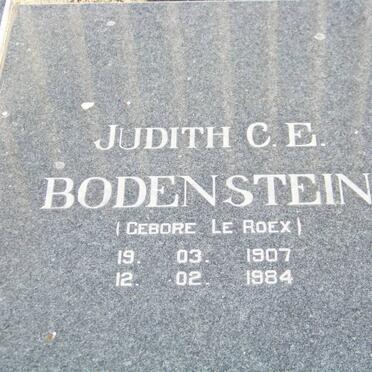 JUDITH C. E.
BODENSTEIN
(GEBORE LE ROEX)
19. 03. 1907
12. 02. 1984